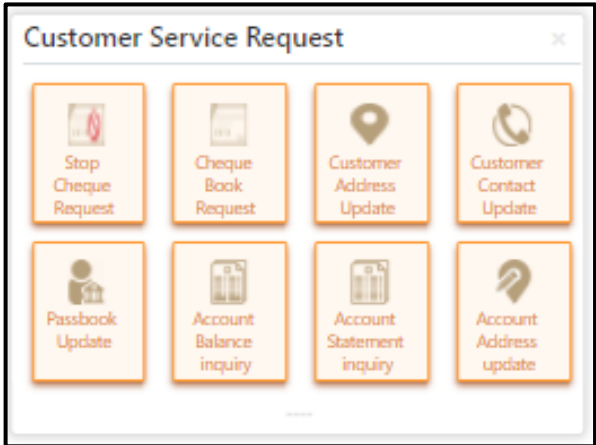 Customer Service Request
Stop
Cheque
Request
Cheque
Book
Request
Customer
Address
Update
Customer
Contact
Update
Passbook
Update
Account
Balance
inquiry
Account
Statement
inquiry
Account
Address
update